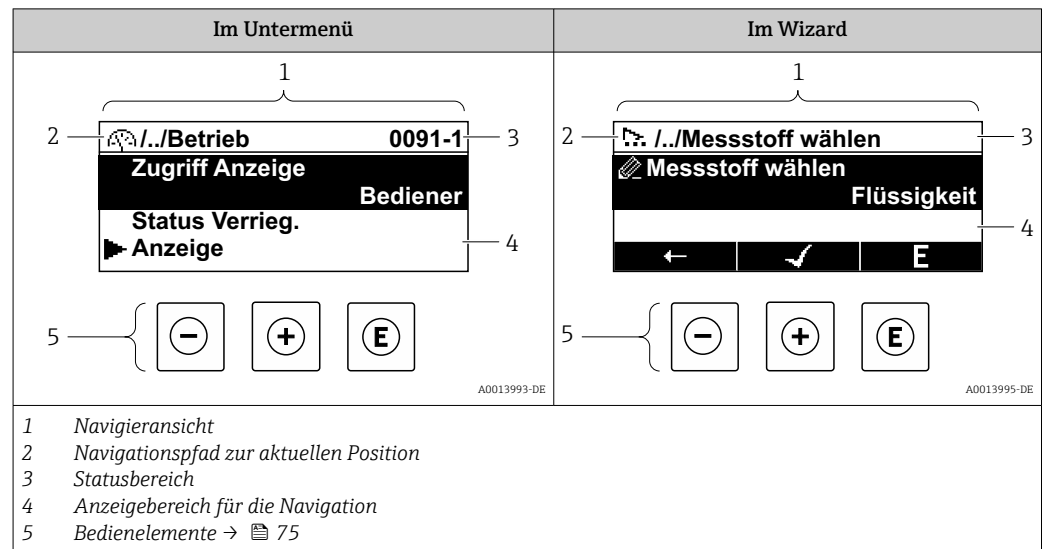 Im Untermenü
Im Wizard
1
2
/../Betrieb 0091-1
3
Zugriff Anzeige
Bediener
Status Verrieg.
Anzeige
4
5
E
A0013993-DE
1
2
/../Messstoff wählen
3
Messstoff wählen
Flüssigkeit
4
E
5
E
A0013995-DE
1 Navigieransicht
2 Navigationspfad zur aktuellen Position
3 Statusbereich
4 Anzeigebereich für die Navigation
5 Bedienelemente → 75